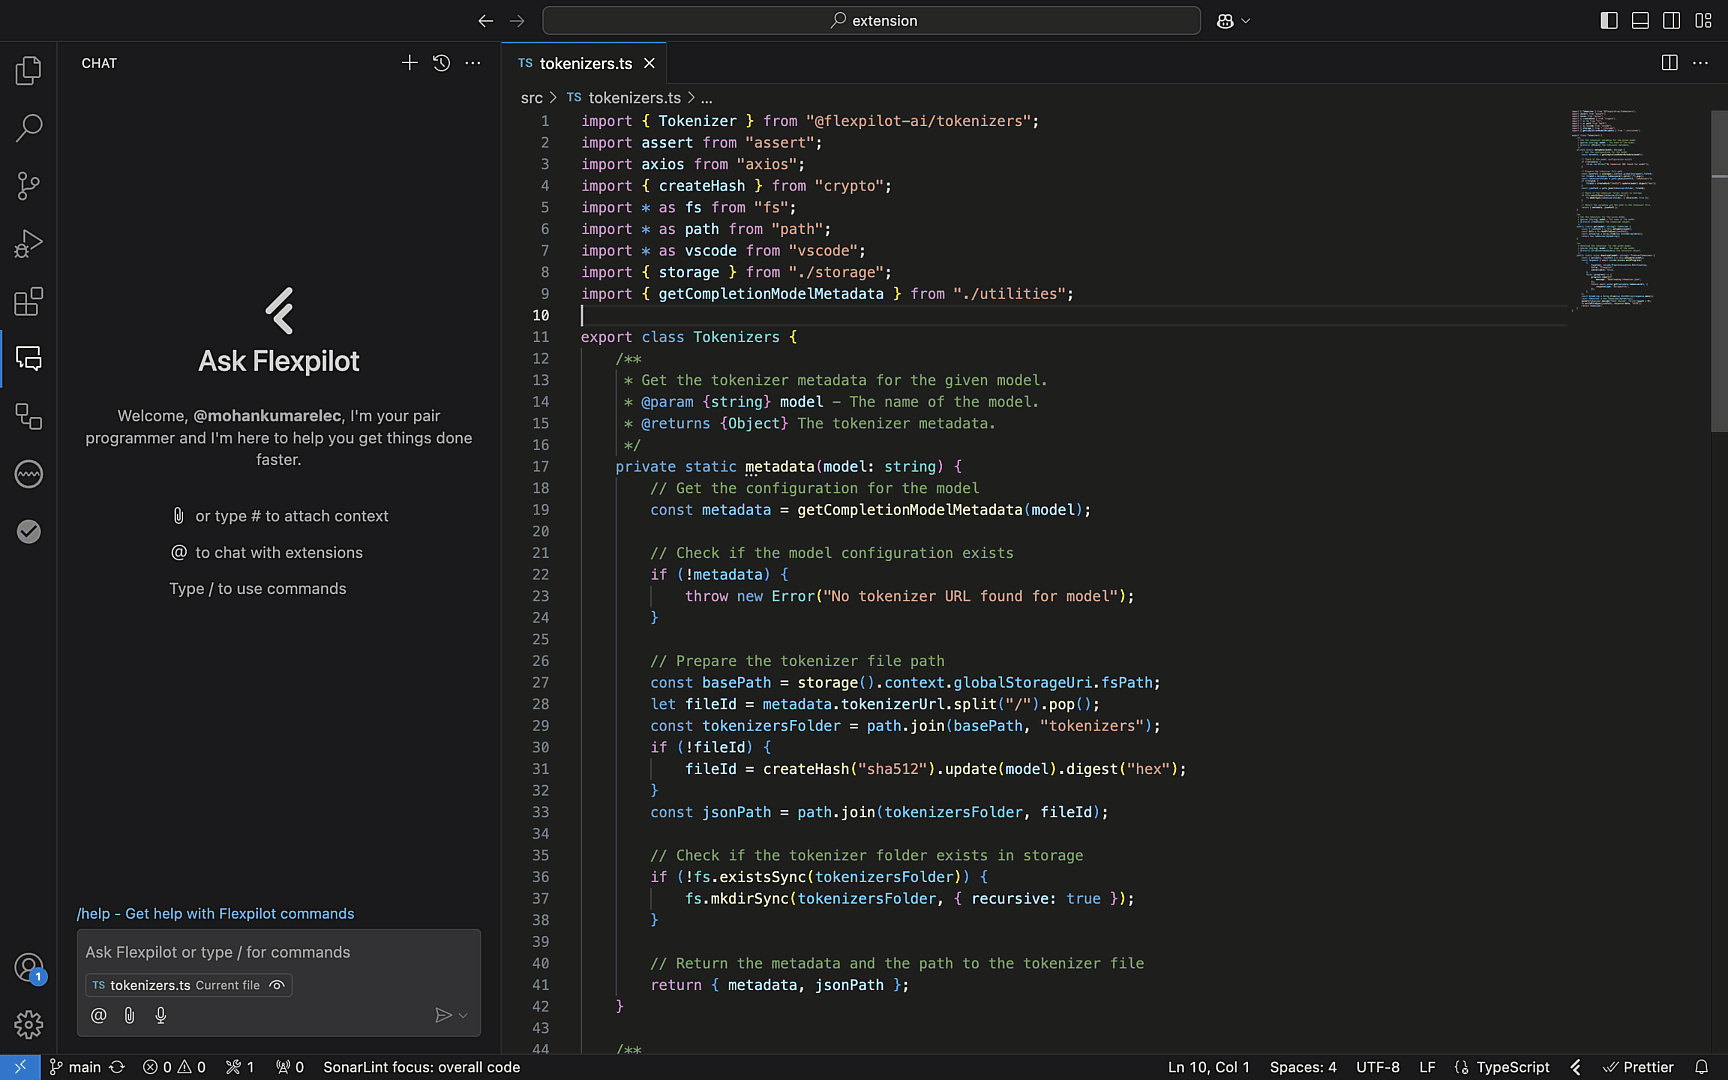 extension
CHAT
TS tokenizers.ts
src > TS tokenizers.ts > ...
1 import { Tokenizer } from "@flexpilot-ai/tokenizers";
2 import assert from "assert";
3 import axios from "axios";
4 import { createHash } from "crypto";
5 import * as fs from "fs";
6 import * as path from "path";
7 import * as vscode from "vscode";
8 import { storage } from "./storage";
9 import { getCompletionModelMetadata } from "./utilities";
10
11 export class Tokenizers {
12 /**
13 * Get the tokenizer metadata for the given model.
14 * @param {string} model - The name of the model.
15 * @returns {Object} The tokenizer metadata.
16 */
17 private static metadata(model: string) {
18 // Get the configuration for the model
19 const metadata = getCompletionModelMetadata(model);
20
21 // Check if the model configuration exists
22 if (!metadata) {
23 throw new Error("No tokenizer URL found for model");
24 }
25
26 // Prepare the tokenizer file path
27 const basePath = storage().context.globalStorageUri.fsPath;
28 let fileId = metadata.tokenizerUrl.split("/").pop();
29 const tokenizersFolder = path.join(basePath, "tokenizers");
30 if (!fileId) {
31 fileId = createHash("sha512").update(model).digest("hex");
32 }
33 const jsonPath = path.join(tokenizersFolder, fileId);
34
35 // Check if the tokenizer folder exists in storage
36 if (!fs.existsSync(tokenizersFolder)) {
37 fs.mkdirSync(tokenizersFolder, { recursive: true });
38 }
39
40 // Return the metadata and the path to the tokenizer file
41 return { metadata, jsonPath };
42 }
43
44 /**
Ask Flexpilot
Welcome, @mohankumarelec, I'm your pair
programmer and I'm here to help you get things done
faster.
or type # to attach context
@ to chat with extensions
Type / to use commands
/help - Get help with Flexpilot commands
Ask Flexpilot or type / for commands
TS tokenizers.ts Current file
@
1
main 0 0 1 0 SonarLint focus: overall code
Ln 10, Col 1 Spaces: 4 UTF-8 LF {} TypeScript Prettier